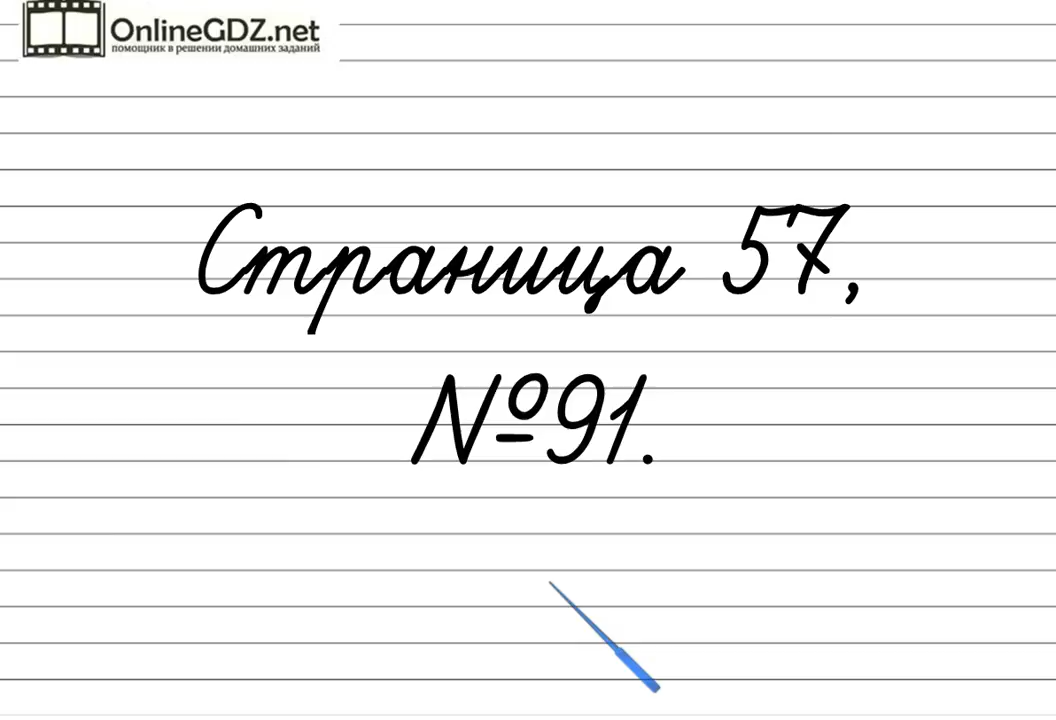 OnlineGDZ.net
помощник в решении домашних заданий
Страница 57,
№91.